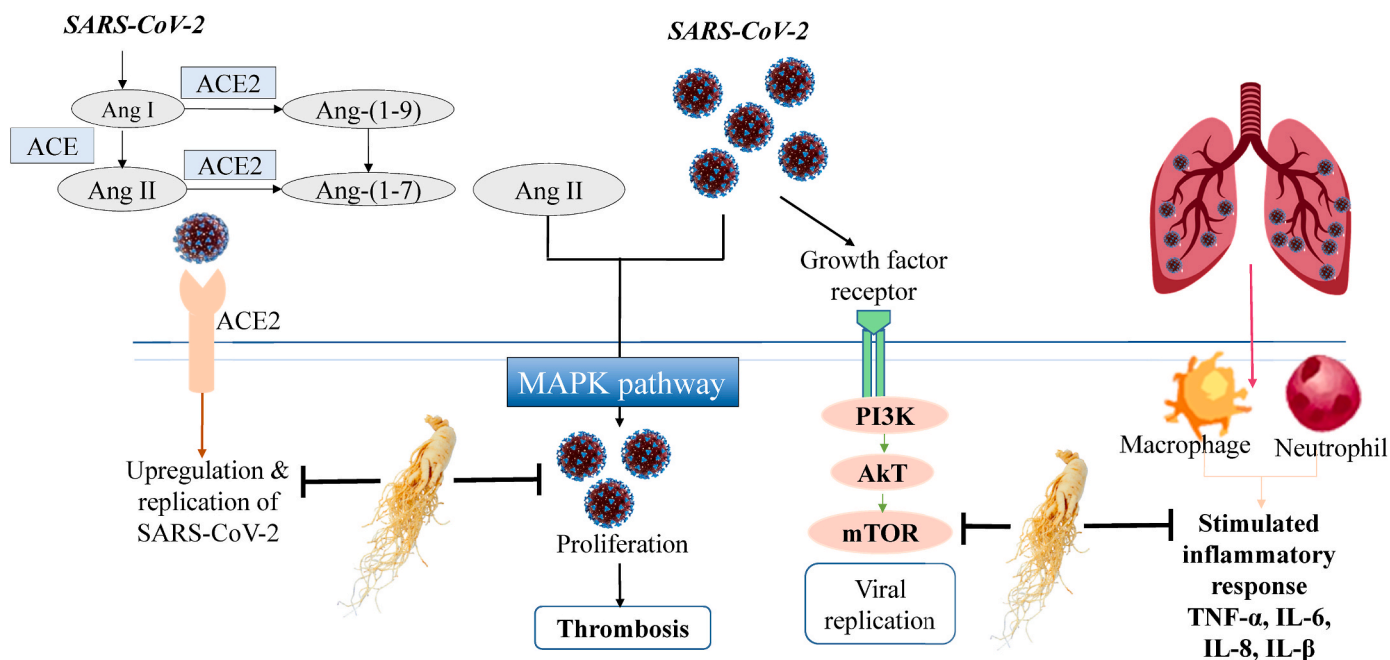 SARS-CoV-2
ACE2
Ang I
Ang-(1-9)
ACE
ACE2
Ang II
Ang-(1-7)
ACE2
Upregulation &
replication of
SARS-CoV-2
SARS-CoV-2
Ang II
MAPK pathway
Proliferation
Thrombosis
Growth factor
receptor
PI3K
AkT
mTOR
Viral
replication
Macrophage
Neutrophil
Stimulated
inflammatory
response
TNF-α, IL-6,
IL-8, IL-β